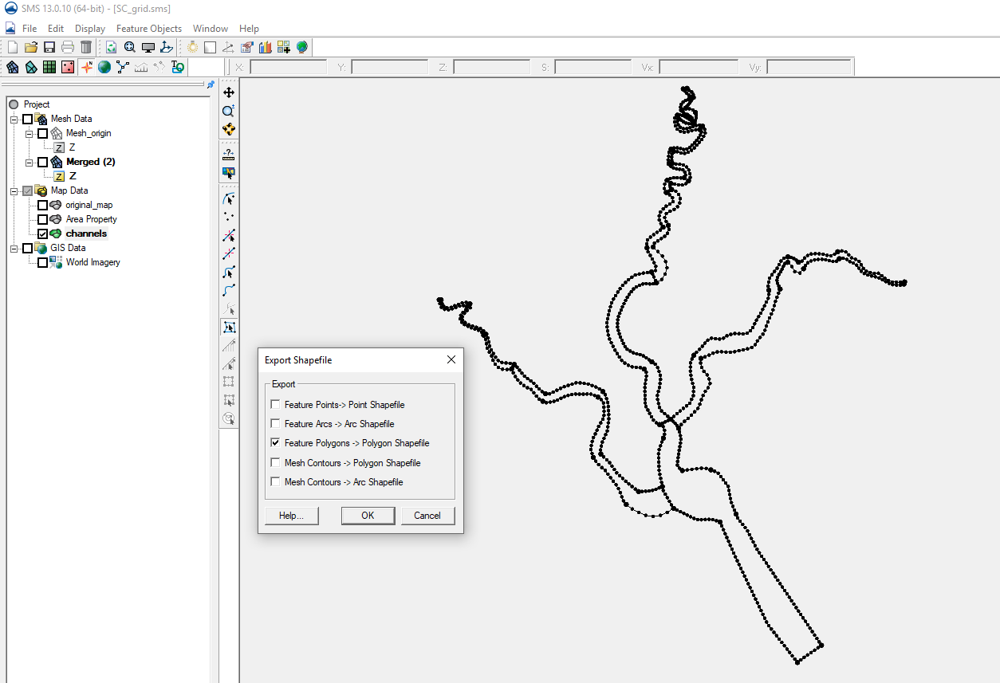 SMS 13.0.10 (64-bit) - [SC_grid.sms]
File Edit Display Feature Objects Window Help
X: Y: Z: S: Vx: Vy:
Project
Mesh Data
Mesh_origin
Z
Merged (2)
Z
Map Data
original_map
Area Property
channels
GIS Data
World Imagery
Export Shapefile
Export
Feature Points-> Point Shapefile
Feature Arcs -> Arc Shapefile
Feature Polygons -> Polygon Shapefile
Mesh Contours -> Polygon Shapefile
Mesh Contours -> Arc Shapefile
Help... OK Cancel